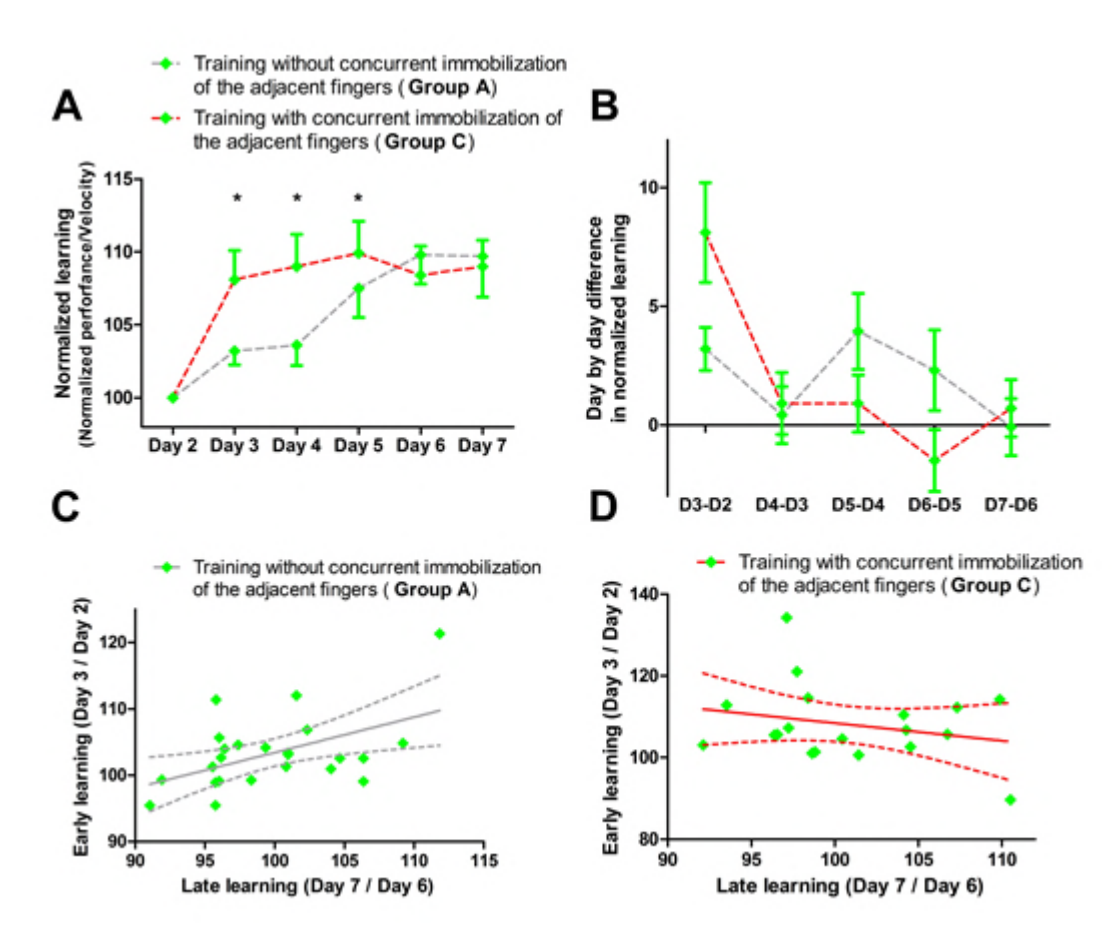 Training without concurrent immobilization
of the adjacent fingers ( Group A)
Training with concurrent immobilization of
the adjacent fingers ( Group C)
A
Normalized learning
(Normalized perforfance/Velocity)
115
110
105
100
* * *
Day 2 Day 3 Day 4 Day 5 Day 6 Day 7
B
Day by day difference
in normalized learning
10
5
0
D3-D2 D4-D3 D5-D4 D6-D5 D7-D6
C
Training without concurrent immobilization
of the adjacent fingers ( Group A)
Early learning (Day 3 / Day 2)
120
110
100
90
90 95 100 105 110 115
Late learning (Day 7 / Day 6)
D
Training with concurrent immobilization
of the adjacent fingers ( Group C)
Early learning (Day 3 / Day 2)
140
120
100
80
90 95 100 105 110
Late learning (Day 7 / Day 6)